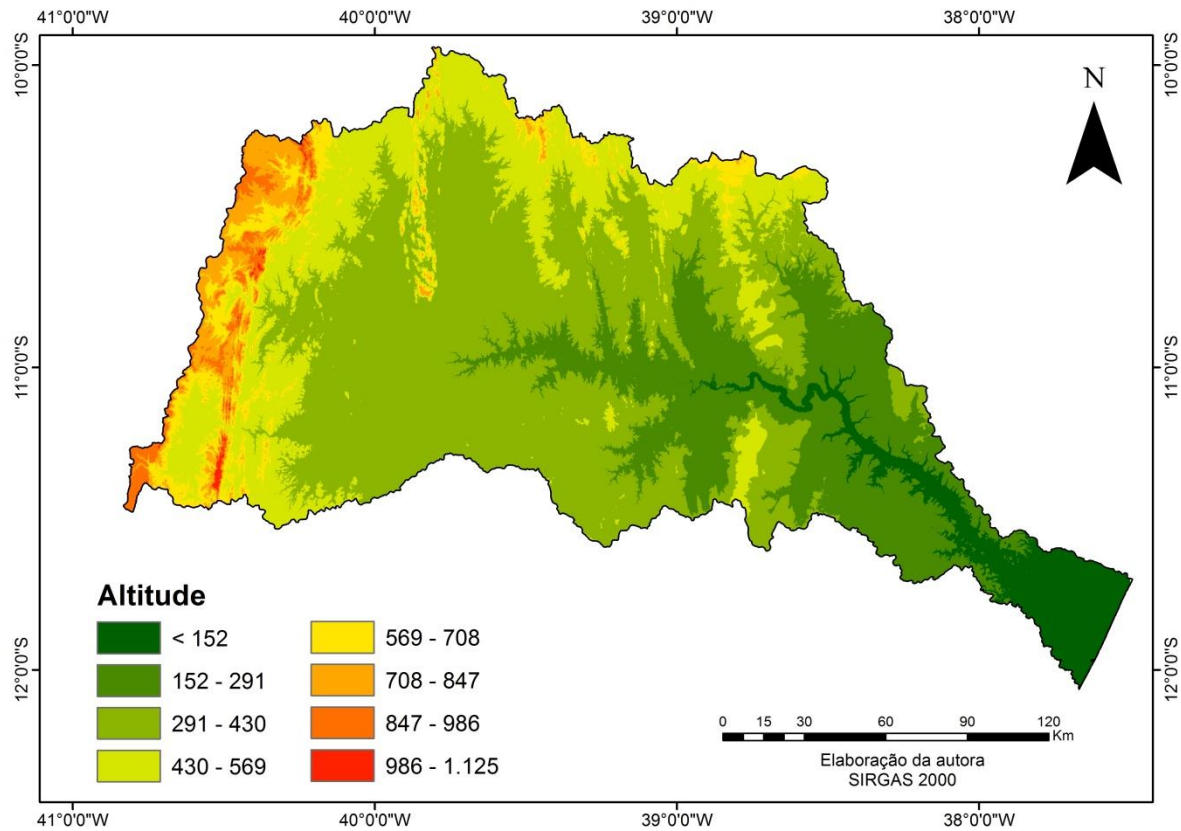 41°0'0"W 40°0'0"W 39°0'0"W 38°0'0"W
10°0'0"S 10°0'0"S
N
11°0'0"S 11°0'0"S
Altitude
< 152 569 - 708
152 - 291 708 - 847
291 - 430 847 - 986
430 - 569 986 - 1.125
12°0'0"S 12°0'0"S
0 15 30 60 90 120
Km
Elaboração da autora
SIRGAS 2000
41°0'0"W 40°0'0"W 39°0'0"W 38°0'0"W